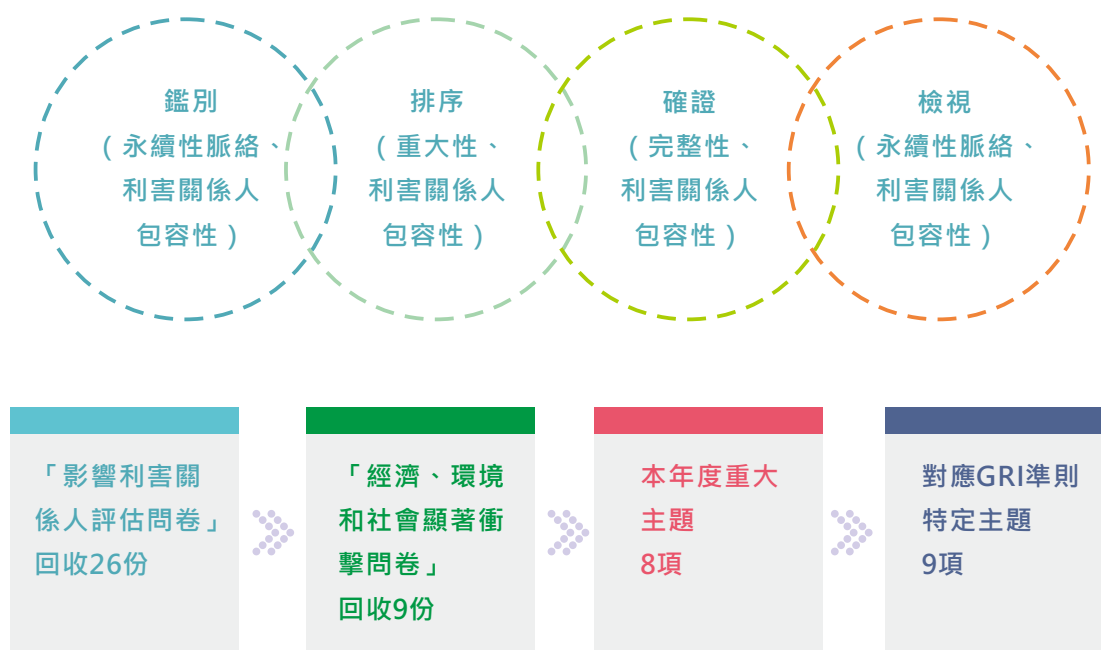 鑑別
（永續性脈絡、
利害關係人
包容性）
排序
（重大性、
利害關係人
包容性）
確證
（完整性、
利害關係人
包容性）
檢視
（永續性脈絡、
利害關係人
包容性）
「影響利害關
係人評估問卷」
回收26份
「經濟、環境
和社會顯著衝
擊問卷」
回收9份
本年度重大
主題
8項
對應GRI準則
特定主題
9項